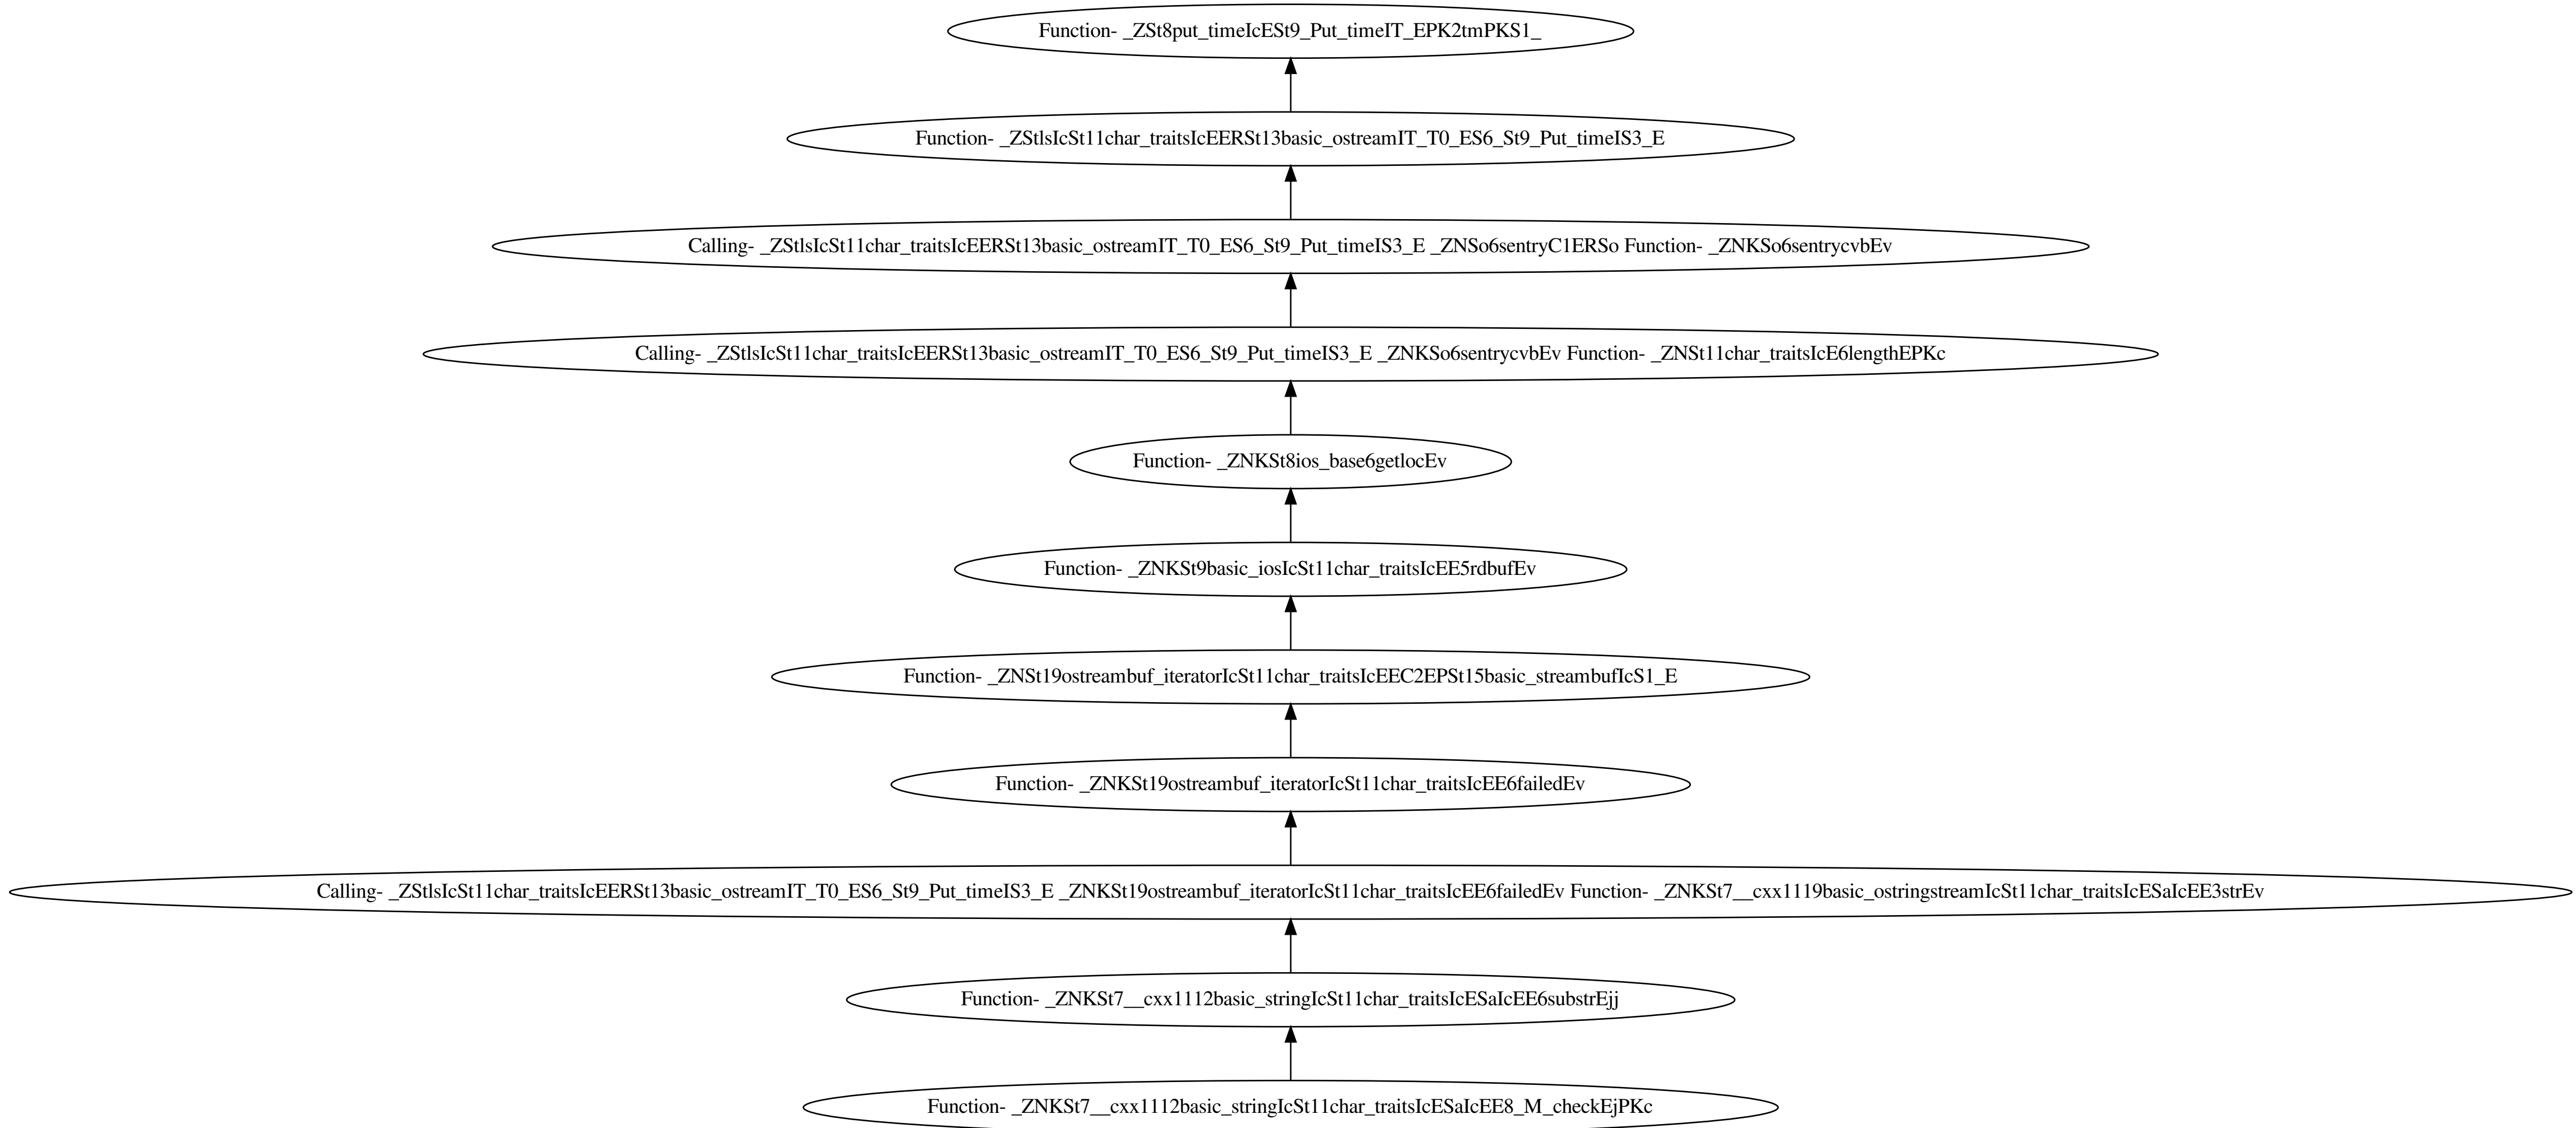 Function- _ZSt8put_timeIcESt9_Put_timeIT_EPK2tmPKS1_
Function- _ZStlsIcSt11char_traitsIcEERSt13basic_ostreamIT_T0_ES6_St9_Put_timeIS3_E
Calling- _ZStlsIcSt11char_traitsIcEERSt13basic_ostreamIT_T0_ES6_St9_Put_timeIS3_E _ZNSo6sentryC1ERSo Function- _ZNKSo6sentrycvbEv
Calling- _ZStlsIcSt11char_traitsIcEERSt13basic_ostreamIT_T0_ES6_St9_Put_timeIS3_E _ZNKSo6sentrycvbEv Function- _ZNSt11char_traitsIcE6lengthEPKc
Function- _ZNKSt8ios_base6getlocEv
Function- _ZNKSt9basic_iosIcSt11char_traitsIcEE5rdbufEv
Function- _ZNSt19ostreambuf_iteratorIcSt11char_traitsIcEEC2EPSt15basic_streambufIcS1_E
Function- _ZNKSt19ostreambuf_iteratorIcSt11char_traitsIcEE6failedEv
Calling- _ZStlsIcSt11char_traitsIcEERSt13basic_ostreamIT_T0_ES6_St9_Put_timeIS3_E _ZNKSt19ostreambuf_iteratorIcSt11char_traitsIcEE6failedEv Function- _ZNKSt7__cxx1119basic_ostringstreamIcSt11char_traitsIcESaIcEE3strEv
Function- _ZNKSt7__cxx1112basic_stringIcSt11char_traitsIcESaIcEE6substrEjj
Function- _ZNKSt7__cxx1112basic_stringIcSt11char_traitsIcESaIcEE8_M_checkEjPKc